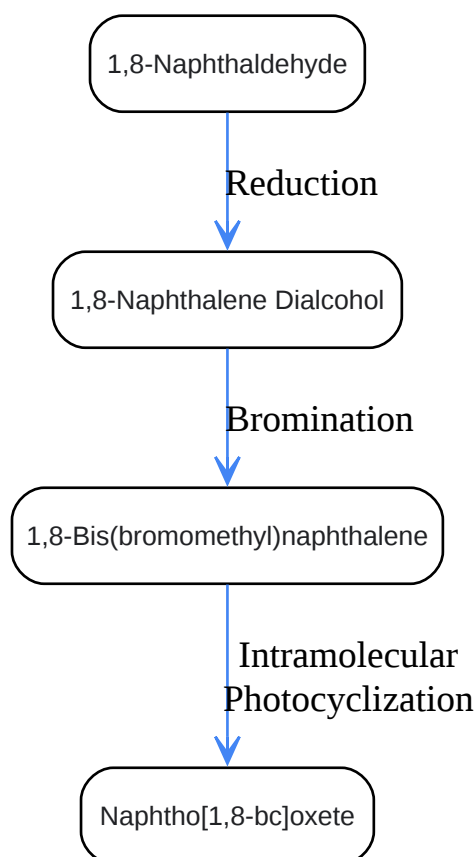 1,8-Naphthaldehyde
Reduction
1,8-Naphthalene Dialcohol
Bromination
1,8-Bis(bromomethyl)naphthalene
Intramolecular
Photocyclization
Naphtho[1,8-bc]oxete